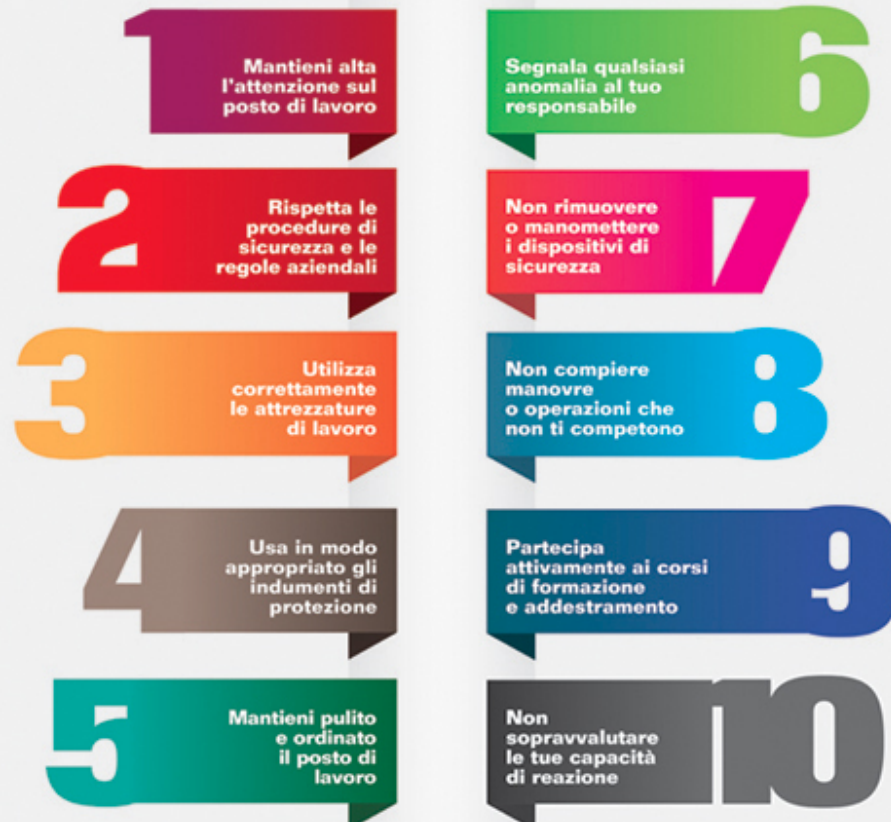 1
Mantieni alta
l'attenzione sul
posto di lavoro
2
Rispetta le
procedure di
sicurezza e le
regole aziendali
3
Utilizza
correttamente
le attrezzature
di lavoro
4
Usa in modo
appropriato gli
indumenti di
protezione
5
Mantieni pulito
e ordinato
il posto di
lavoro
6
Segnala qualsiasi
anomalia al tuo
responsabile
7
Non rimuovere
o manomettere
i dispositivi di
sicurezza
8
Non compiere
manovre
o operazioni che
non ti competono
9
Partecipa
attivamente ai corsi
di formazione
e addestramento
10
Non
sopravvalutare
le tue capacità
di reazione